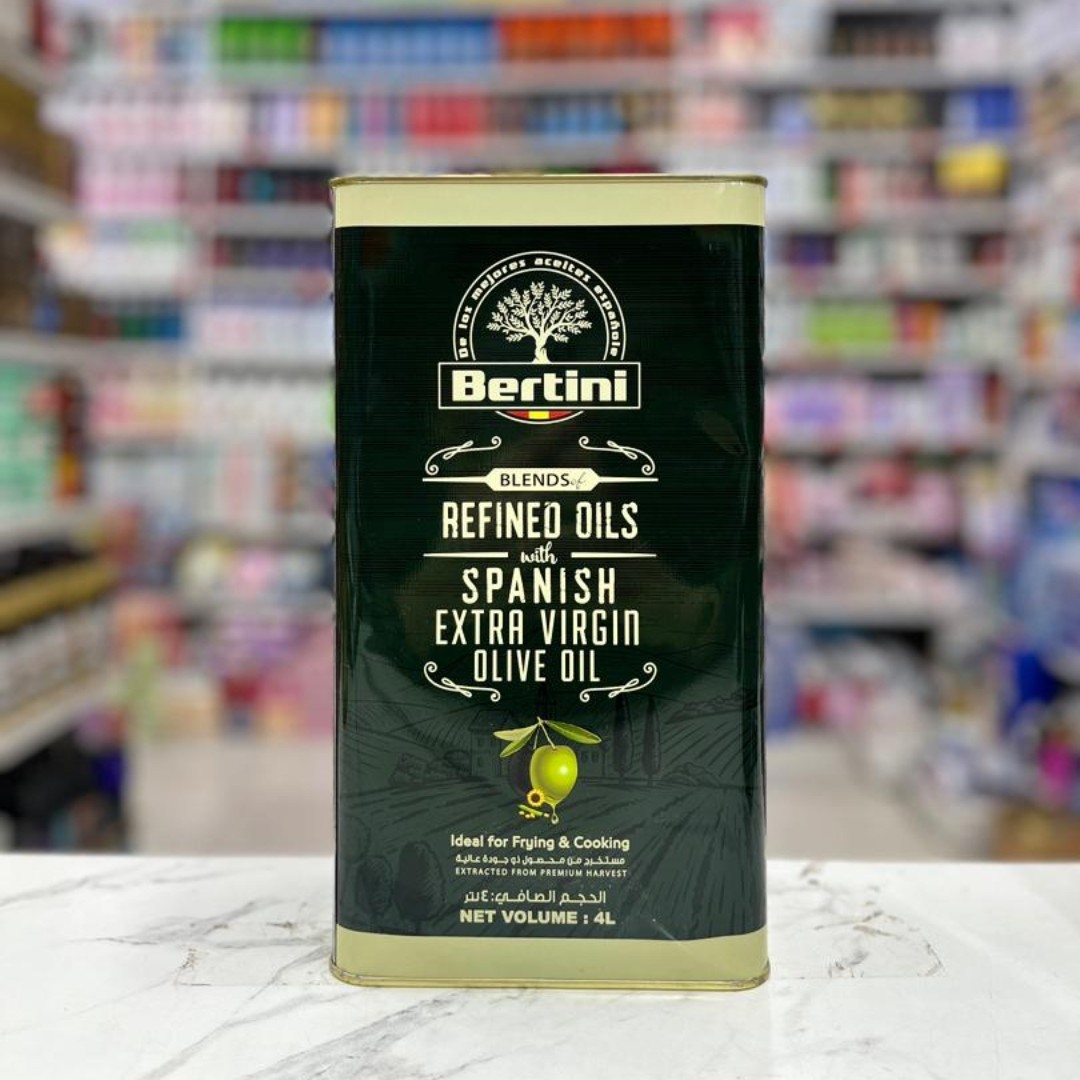 De los mejores aceites españole
Bertini
BLENDS of
REFINED OILS
with
SPANISH
EXTRA VIRGIN
OLIVE OIL
Ideal for Frying & Cooking
مستخرج من محصول ذو جودة عالية
EXTRACTED FROM PREMIUM HARVEST
الحجم الصافي: ٤ لتر
NET VOLUME : 4L